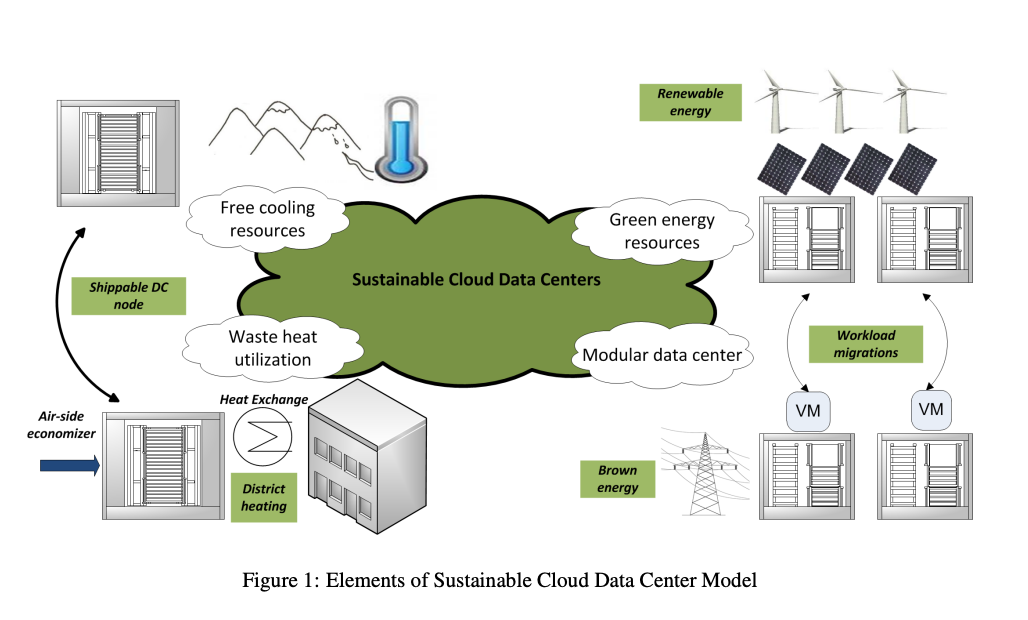 Renewable
energy
Free cooling
resources
Green energy
resources
Sustainable Cloud Data Centers
Shippable DC
node
Waste heat
utilization
Modular data center
Workload
migrations
Heat Exchange
Air-side
economizer
VM
VM
District
heating
Brown
energy
Figure 1: Elements of Sustainable Cloud Data Center Model